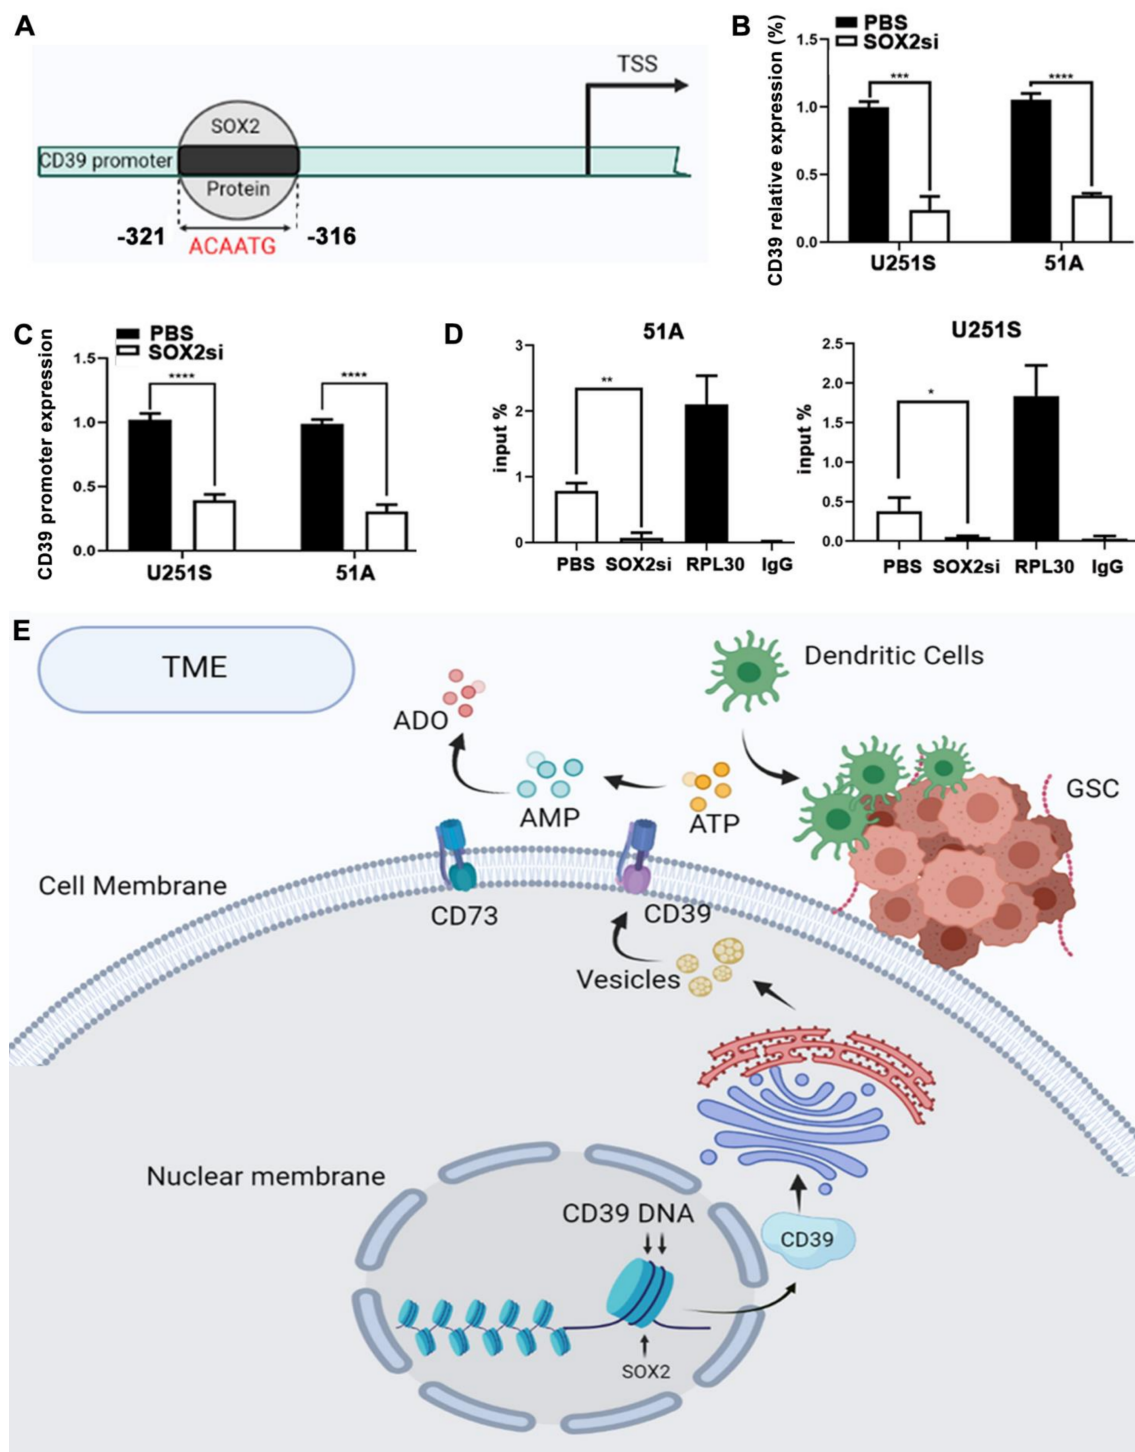 A
TSS
SOX2
CD39 promoter
Protein
-321
ACAATG
-316
B
PBS
SOX2si
CD39 relative expression (%)
1.5
1.0
0.5
0.0
***
****
U251S
51A
C
PBS
SOX2si
CD39 promoter expression
1.5
1.0
0.5
0.0
****
****
U251S
51A
D
51A
input %
3
2
1
0
**
PBS
SOX2si
RPL30
IgG
U251S
input %
2.5
2.0
1.5
1.0
0.5
0.0
*
PBS
SOX2si
RPL30
IgG
E
TME
Dendritic Cells
ADO
AMP
ATP
GSC
Cell Membrane
CD73
CD39
Vesicles
Nuclear membrane
CD39 DNA
CD39
SOX2